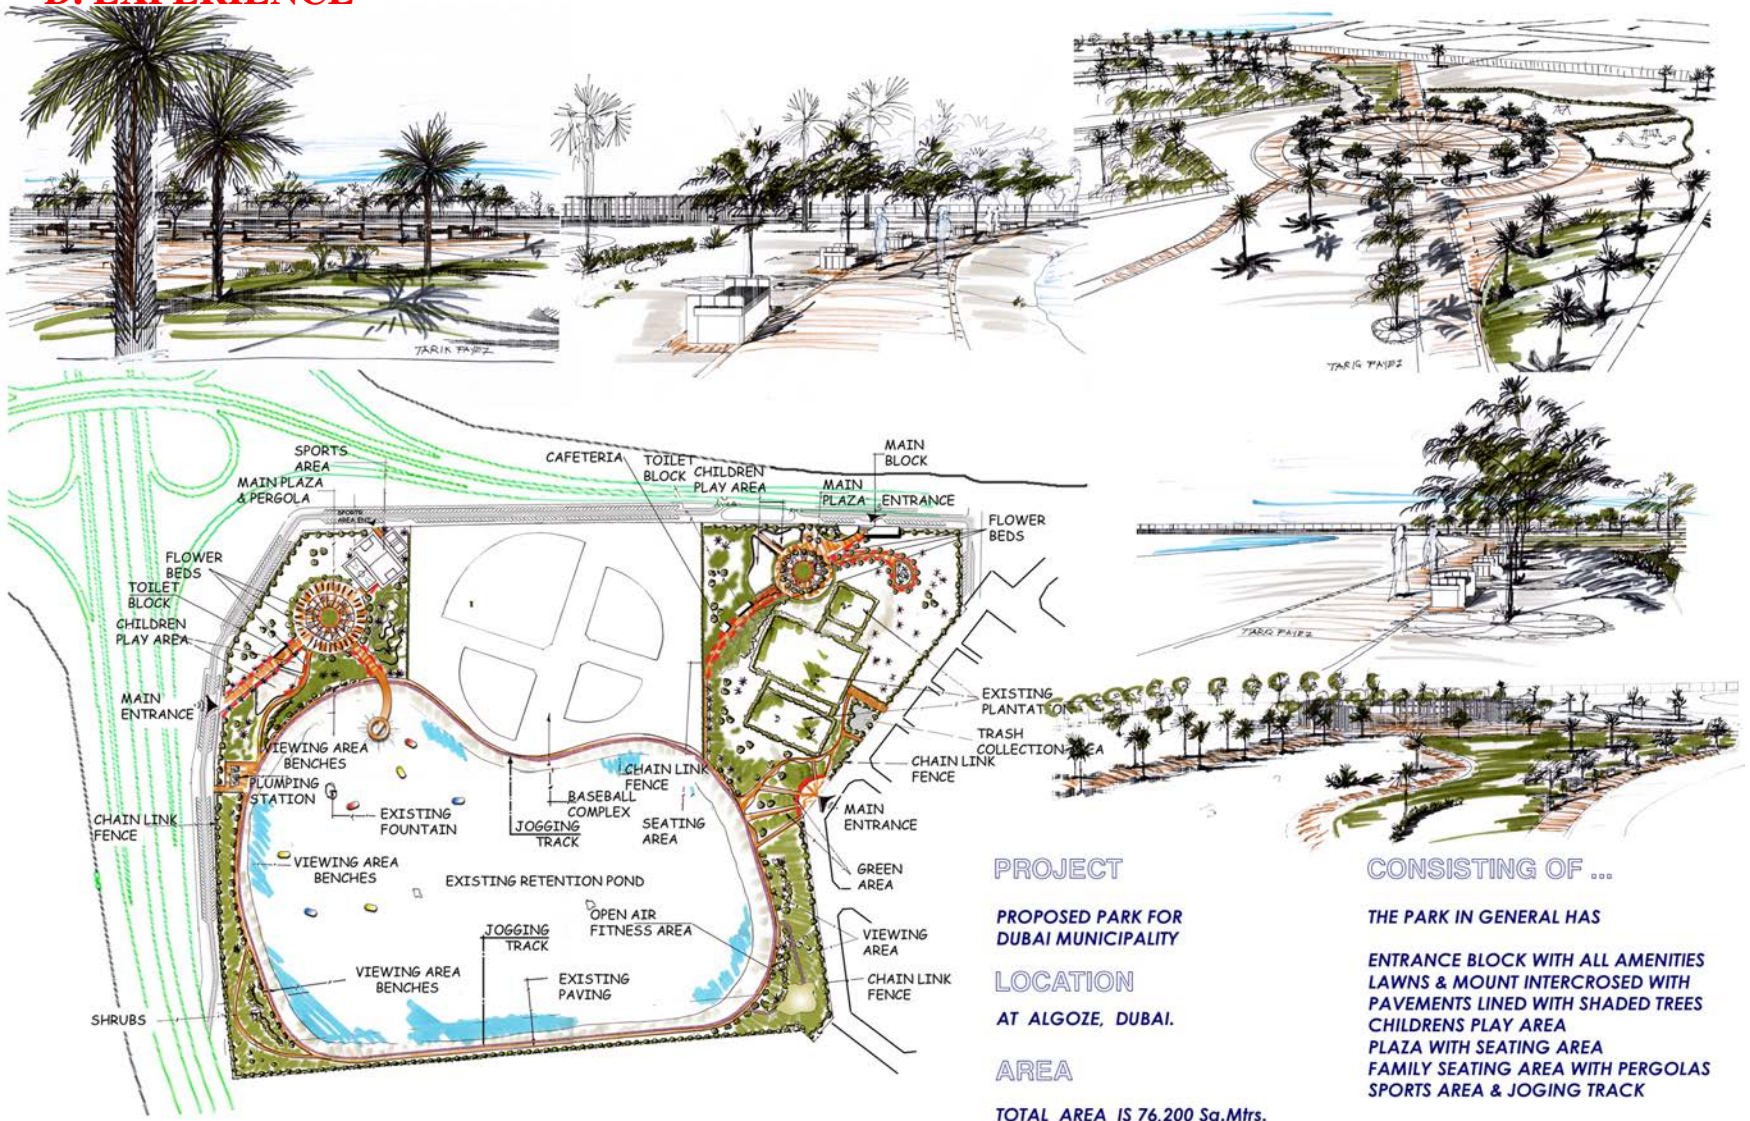 D. EXPERIENCE
TARIK FAYEZ
TARIQ FAYEZ
TARIQ FAYEZ
SPORTS
AREA
MAIN PLAZA
& PERGOLA
SPORTS
AREA ENT.
FLOWER
BEDS
TOILET
BLOCK
CHILDREN
PLAY AREA
MAIN
ENTRANCE
CAFETERIA
TOILET
BLOCK
CHILDREN
PLAY AREA
MAIN
PLAZA
MAIN
BLOCK
ENTRANCE
FLOWER
BEDS
EXISTING
PLANTATION
TRASH
COLLECTION AREA
CHAIN LINK
FENCE
MAIN
ENTRANCE
GREEN
AREA
VIEWING
AREA
CHAIN LINK
FENCE
VIEWING AREA
BENCHES
PLUMPING
STATION
CHAIN LINK
FENCE
EXISTING
FOUNTAIN
JOGGING
TRACK
BASEBALL
COMPLEX
CHAIN LINK
FENCE
SEATING
AREA
VIEWING AREA
BENCHES
EXISTING RETENTION POND
OPEN AIR
FITNESS AREA
JOGGING
TRACK
VIEWING AREA
BENCHES
EXISTING
PAVING
SHRUBS
PROJECT
PROPOSED PARK FOR
DUBAI MUNICIPALITY
LOCATION
AT ALGOZE, DUBAI.
AREA
TOTAL AREA IS 76,200 Sq.Mtrs.
CONSISTING OF ...
THE PARK IN GENERAL HAS
ENTRANCE BLOCK WITH ALL AMENITIES
LAWNS & MOUNT INTERCROSED WITH
PAVEMENTS LINED WITH SHADED TREES
CHILDRENS PLAY AREA
PLAZA WITH SEATING AREA
FAMILY SEATING AREA WITH PERGOLAS
SPORTS AREA & JOGING TRACK